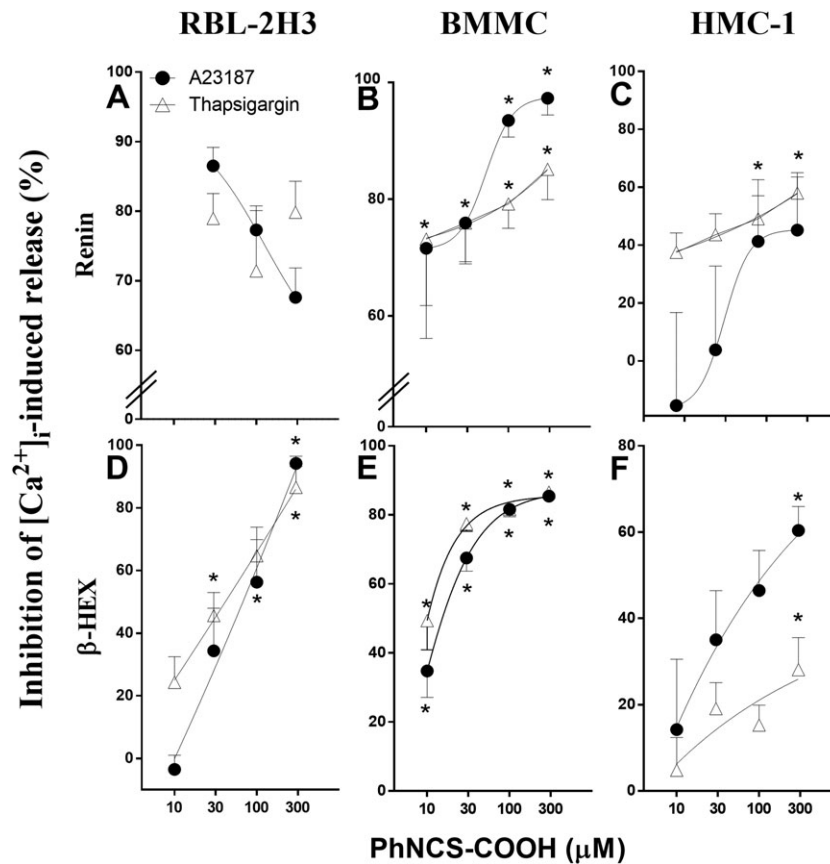 RBL-2H3 BMMC HMC-1
Inhibition of [Ca²⁺]i-induced release (%)
Renin
A
● A23187
△ Thapsigargin
100
90
80
70
60
0
B
100
80
60
0
* * * * * *
C
100
80
60
40
20
0
* *
β-HEX
D
100
80
60
40
20
0
* * * *
10 30 100 300
E
100
80
60
40
20
0
* * * * * * * *
10 30 100 300
F
80
60
40
20
0
* *
10 30 100 300
PhNCS-COOH (μM)